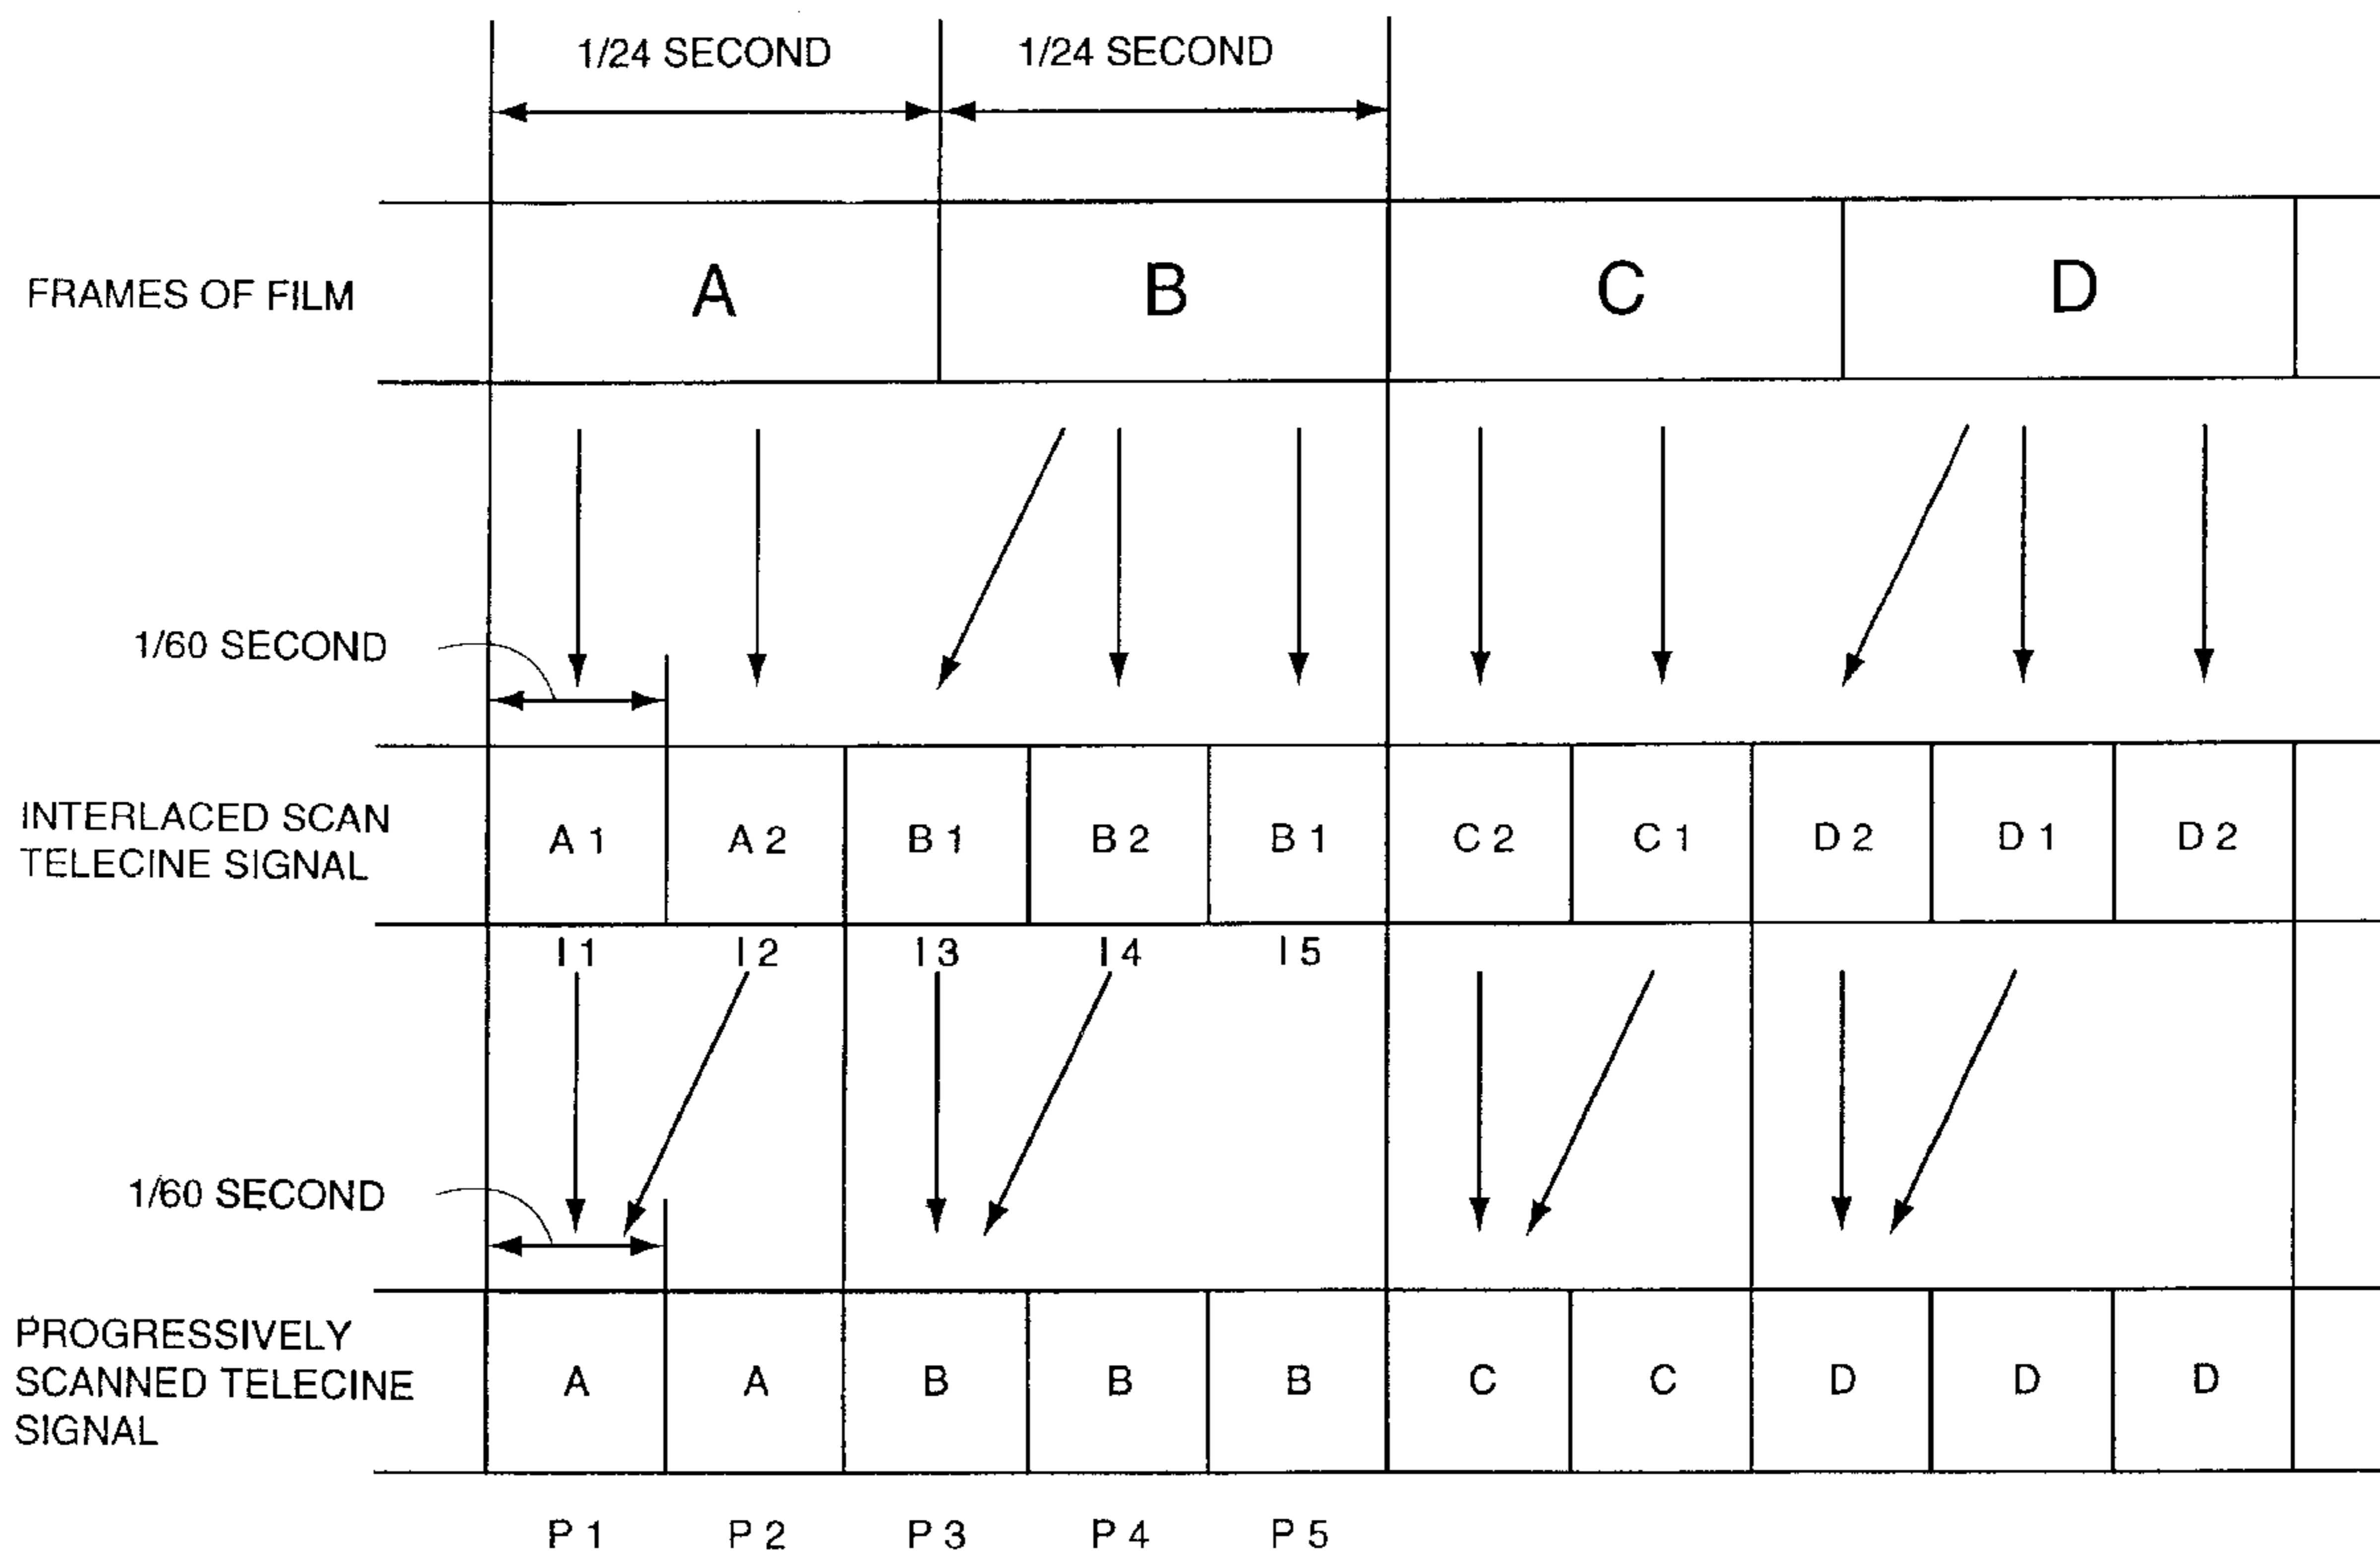 1/24 SECOND 1/24 SECOND
FRAMES OF FILM
A B C D
1/60 SECOND
INTERLACED SCAN
TELECINE SIGNAL
A 1 A 2 B 1 B 2 B 1 C 2 C 1 D 2 D 1 D 2
I 1 I 2 I 3 I 4 I 5
1/60 SECOND
PROGRESSIVELY
SCANNED TELECINE
SIGNAL
A A B B B C C D D D
P 1 P 2 P 3 P 4 P 5